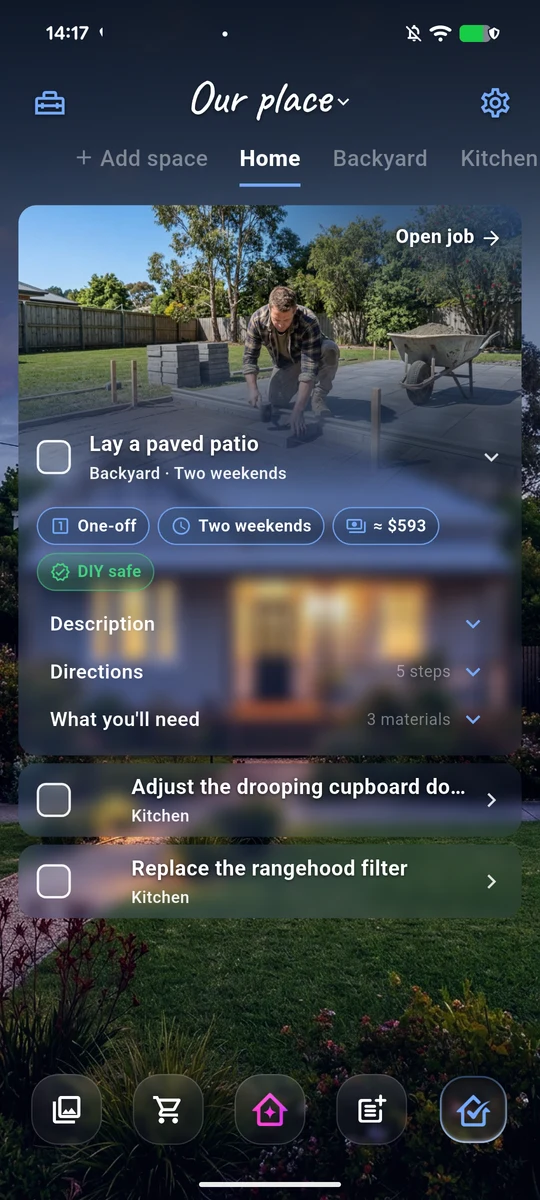 14:17
Our place
+ Add space
Home
Backyard
Kitchen
Open job →
Lay a paved patio
Backyard · Two weekends
One-off
Two weekends
≈ $593
DIY safe
Description
Directions
5 steps
What you'll need
3 materials
Adjust the drooping cupboard do...
Kitchen
Replace the rangehood filter
Kitchen